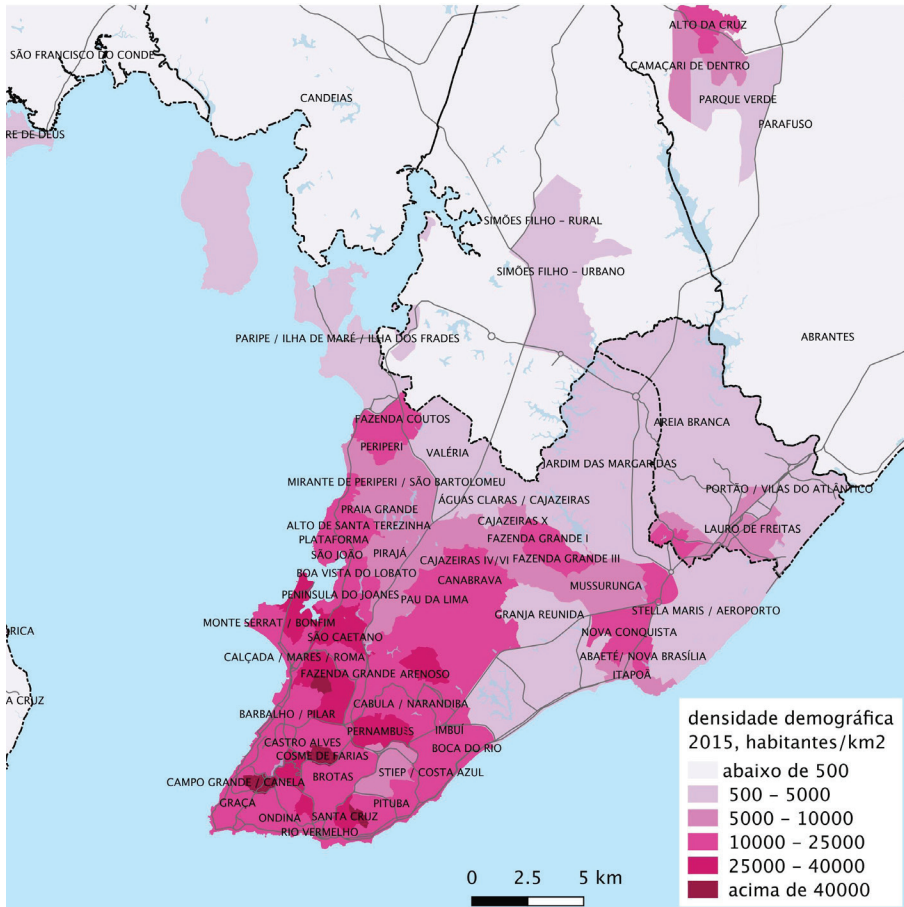 ALTO DA CRUZ
SÃO FRANCISCO DO CONDE
CAMAÇARI DE DENTRO
CANDEIAS
PARQUE VERDE
PARAFUSO
RE DE DEUS
SIMÕES FILHO – RURAL
SIMÕES FILHO – URBANO
PARIPE / ILHA DE MARÉ / ILHA DOS FRADES
ABRANTES
FAZENDA COUTOS
AREIA BRANCA
PERIPERI
VALÉRIA
JARDIM DAS MARGARIDAS
MIRANTE DE PERIPERI / SÃO BARTOLOMEU
PORTÃO / VILAS DO ATLÂNTICO
ÁGUAS CLARAS / CAJAZEIRAS
PRAIA GRANDE
CAJAZEIRAS X
ALTO DE SANTA TEREZINHA
LAURO DE FREITAS
PLATAFORMA
FAZENDA GRANDE I
SÃO JOÃO
PIRAJÁ
CAJAZEIRAS IV/VI
FAZENDA GRANDE III
BOA VISTA DO LOBATO
CANABRAVA
MUSSURUNGA
PENINSULA DO JOANES
PAU DA LIMA
GRANJA REUNIDA
STELLA MARIS / AEROPORTO
MONTE SERRAT / BONFIM
RICA
NOVA CONQUISTA
SÃO CAETANO
CALÇADA / MARES / ROMA
ABAETÉ/ NOVA BRASÍLIA
FAZENDA GRANDE
ARENOSO
ITAPOÃ
A CRUZ
CABULA / NARANDIBA
BARBALHO / PILAR
PERNAMBUÉS
IMBUÍ
CASTRO ALVES
BOCA DO RIO
COSME DE FARIAS
CAMPO GRANDE / CANELA
BROTAS
STIEP / COSTA AZUL
GRAÇA
PITUBA
ONDINA
SANTA CRUZ
RIO VERMELHO
densidade demográfica
2015, habitantes/km2
abaixo de 500
500 – 5000
5000 – 10000
10000 – 25000
25000 – 40000
acima de 40000
0 2.5 5 km